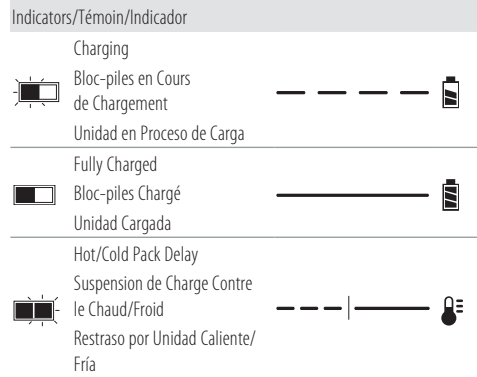 Indicators/Témoin/Indicador
Charging
Bloc-piles en Cours
de Chargement
Unidad en Proceso de Carga
Fully Charged
Bloc-piles Chargé
Unidad Cargada
Hot/Cold Pack Delay
Suspension de Charge Contre
le Chaud/Froid
Restraso por Unidad Caliente/
Fría